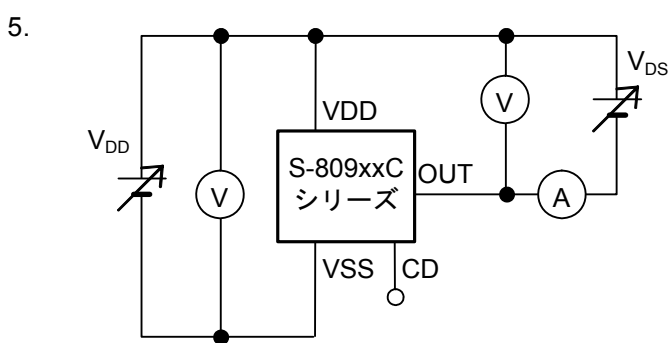 5.
V_DS
V
VDD
V_DD
S-809xxC
シリーズ
OUT
V
A
VSS
CD